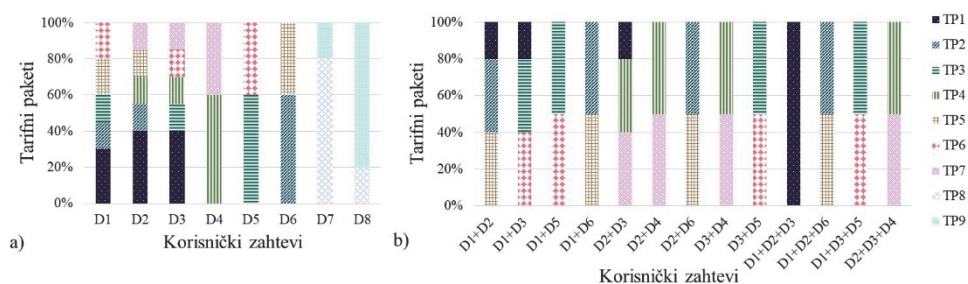 100%
80%
60%
40%
20%
0%
Tarifni paketi
D1 D2 D3 D4 D5 D6 D7 D8
Korisnički zahtevi
a)
100%
80%
60%
40%
20%
0%
Tarifni paketi
D1+D2
D1+D3
D1+D5
D1+D6
D2+D3
D2+D4
D2+D6
D3+D4
D3+D5
D1+D2+D3
D1+D2+D6
D1+D3+D5
D2+D3+D4
Korisnički zahtevi
b)
TP1
TP2
TP3
TP4
TP5
TP6
TP7
TP8
TP9